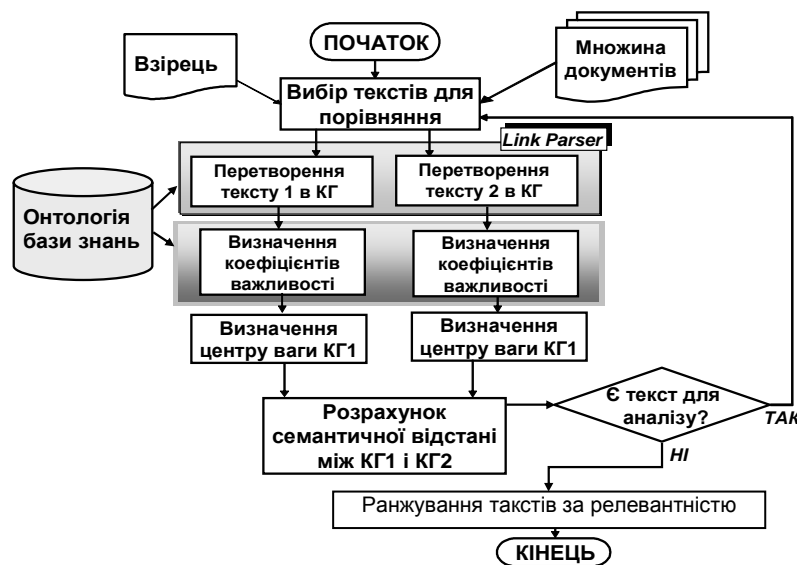 ПОЧАТОК
Взірець
Множина
документів
Вибір текстів для
порівняння
Link Parser
Перетворення
тексту 1 в КГ
Перетворення
тексту 2 в КГ
Онтологія
бази знань
Визначення
коефіцієнтів
важливості
Визначення
коефіцієнтів
важливості
Визначення
центру ваги КГ1
Визначення
центру ваги КГ1
Є текст для
аналізу?
ТАК
Розрахунок
семантичної відстані
між КГ1 і КГ2
НІ
Ранжування такстів за релевантністю
КІНЕЦЬ